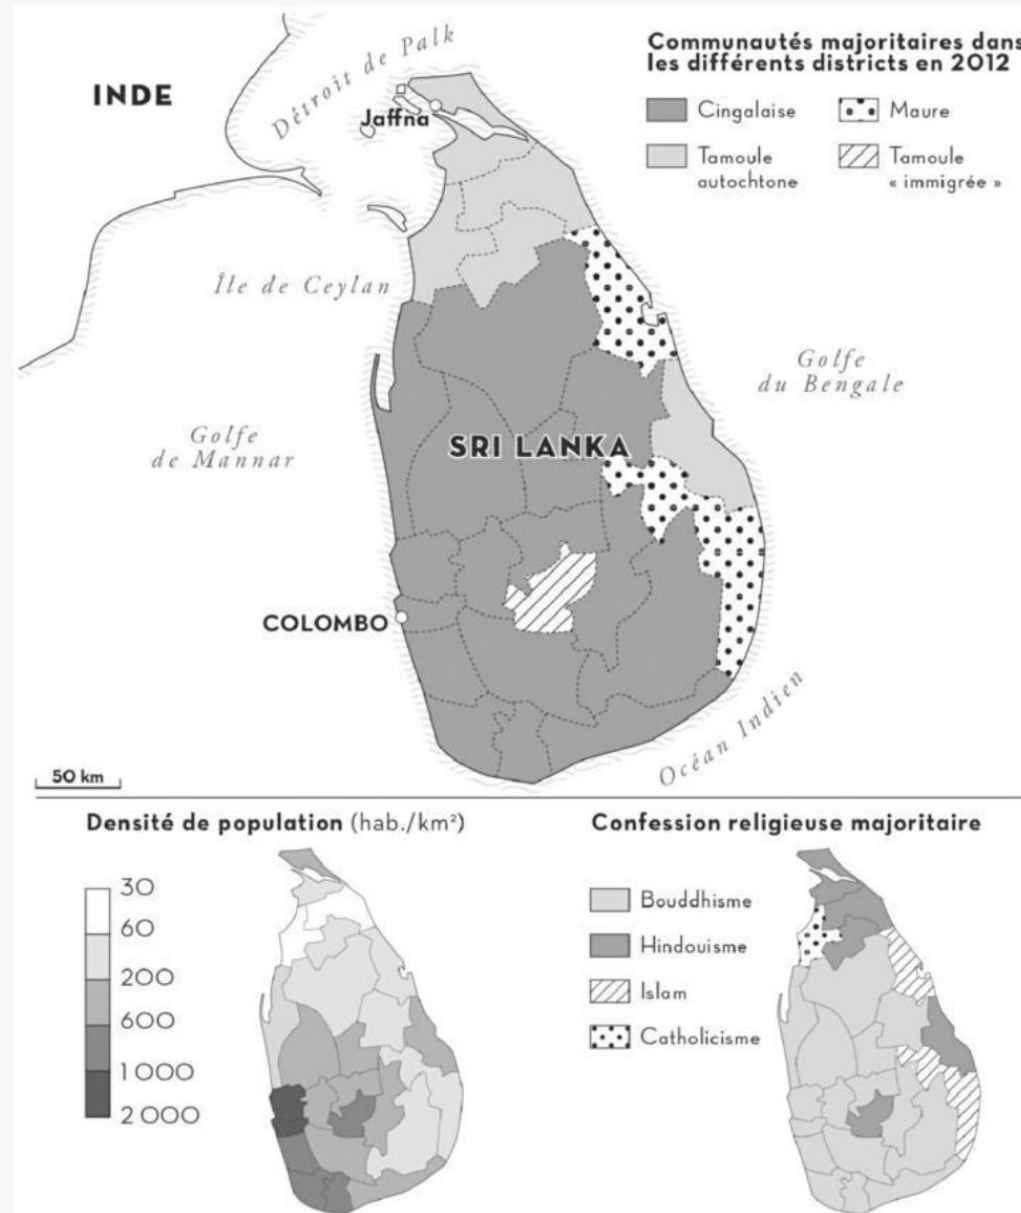 Communautés majoritaires dans
les différents districts en 2012
Cingalaise
Maure
Tamoule
autochtone
Tamoule
« immigrée »
INDE
Détroit de Palk
Jaffna
Île de Ceylan
Golfe
du Bengale
Golfe
de Mannar
SRI LANKA
COLOMBO
Océan Indien
50 km
Densité de population (hab./km²)
30
60
200
600
1 000
2 000
Confession religieuse majoritaire
Bouddhisme
Hindouisme
Islam
Catholicisme